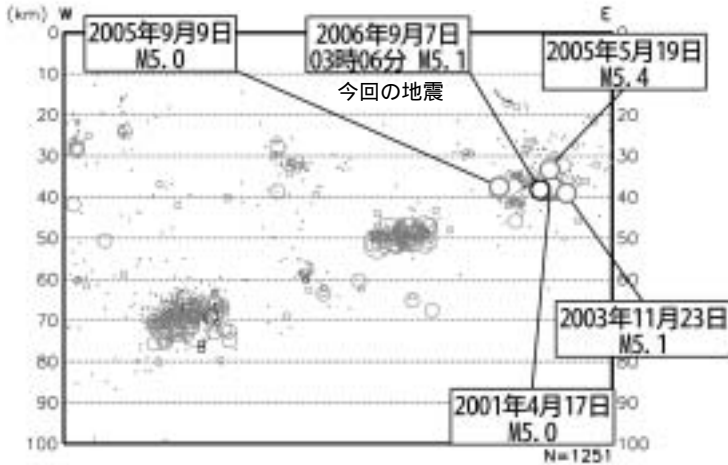 (km) W E
0 0
2005年9月9日
M5.0
2006年9月7日
03時06分 M5.1
今回の地震
2005年5月19日
M5.4
10
20 20
30 30
40 40
50 50
60 60
70 70
80 80
90 90
100 100
2003年11月23日
M5.1
2001年4月17日
M5.0
N=1251